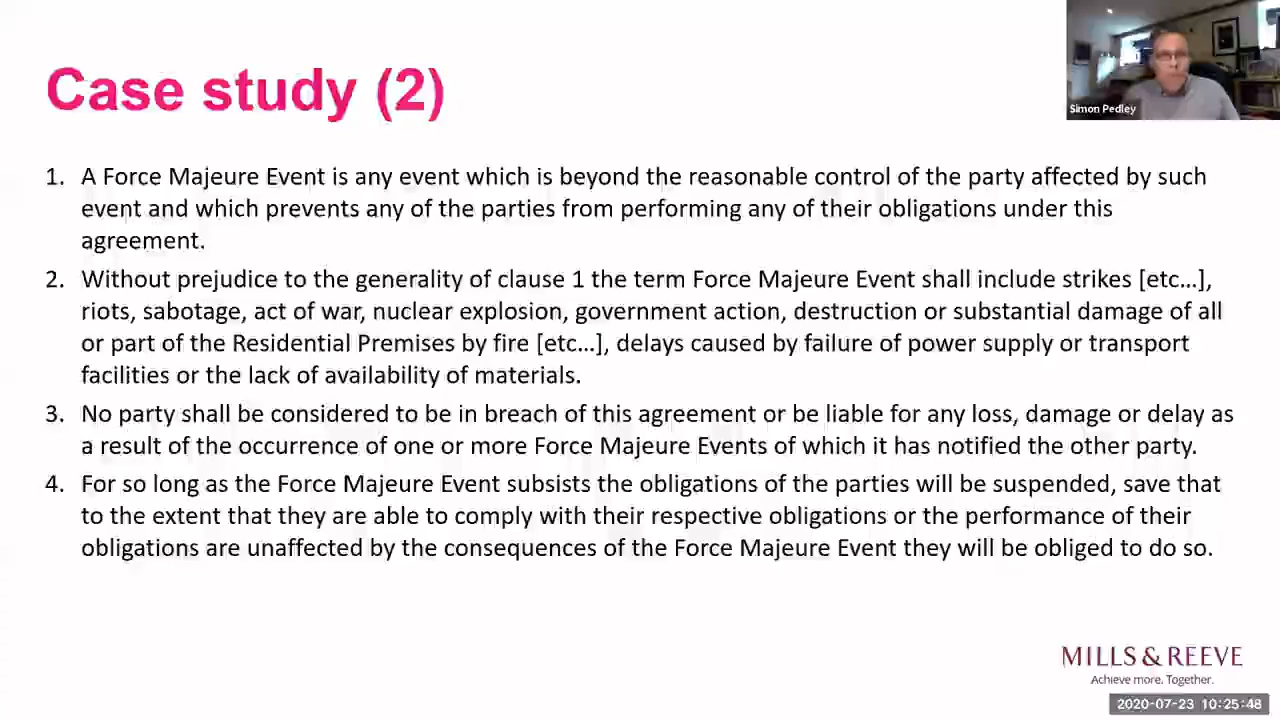 Case study (2)
Simon Pedley
1. A Force Majeure Event is any event which is beyond the reasonable control of the party affected by such
event and which prevents any of the parties from performing any of their obligations under this
agreement.
2. Without prejudice to the generality of clause 1 the term Force Majeure Event shall include strikes [etc…],
riots, sabotage, act of war, nuclear explosion, government action, destruction or substantial damage of all
or part of the Residential Premises by fire [etc…], delays caused by failure of power supply or transport
facilities or the lack of availability of materials.
3. No party shall be considered to be in breach of this agreement or be liable for any loss, damage or delay as
a result of the occurrence of one or more Force Majeure Events of which it has notified the other party.
4. For so long as the Force Majeure Event subsists the obligations of the parties will be suspended, save that
to the extent that they are able to comply with their respective obligations or the performance of their
obligations are unaffected by the consequences of the Force Majeure Event they will be obliged to do so.
MILLS & REEVE
Achieve more. Together.
2020-07-23 10:25:48